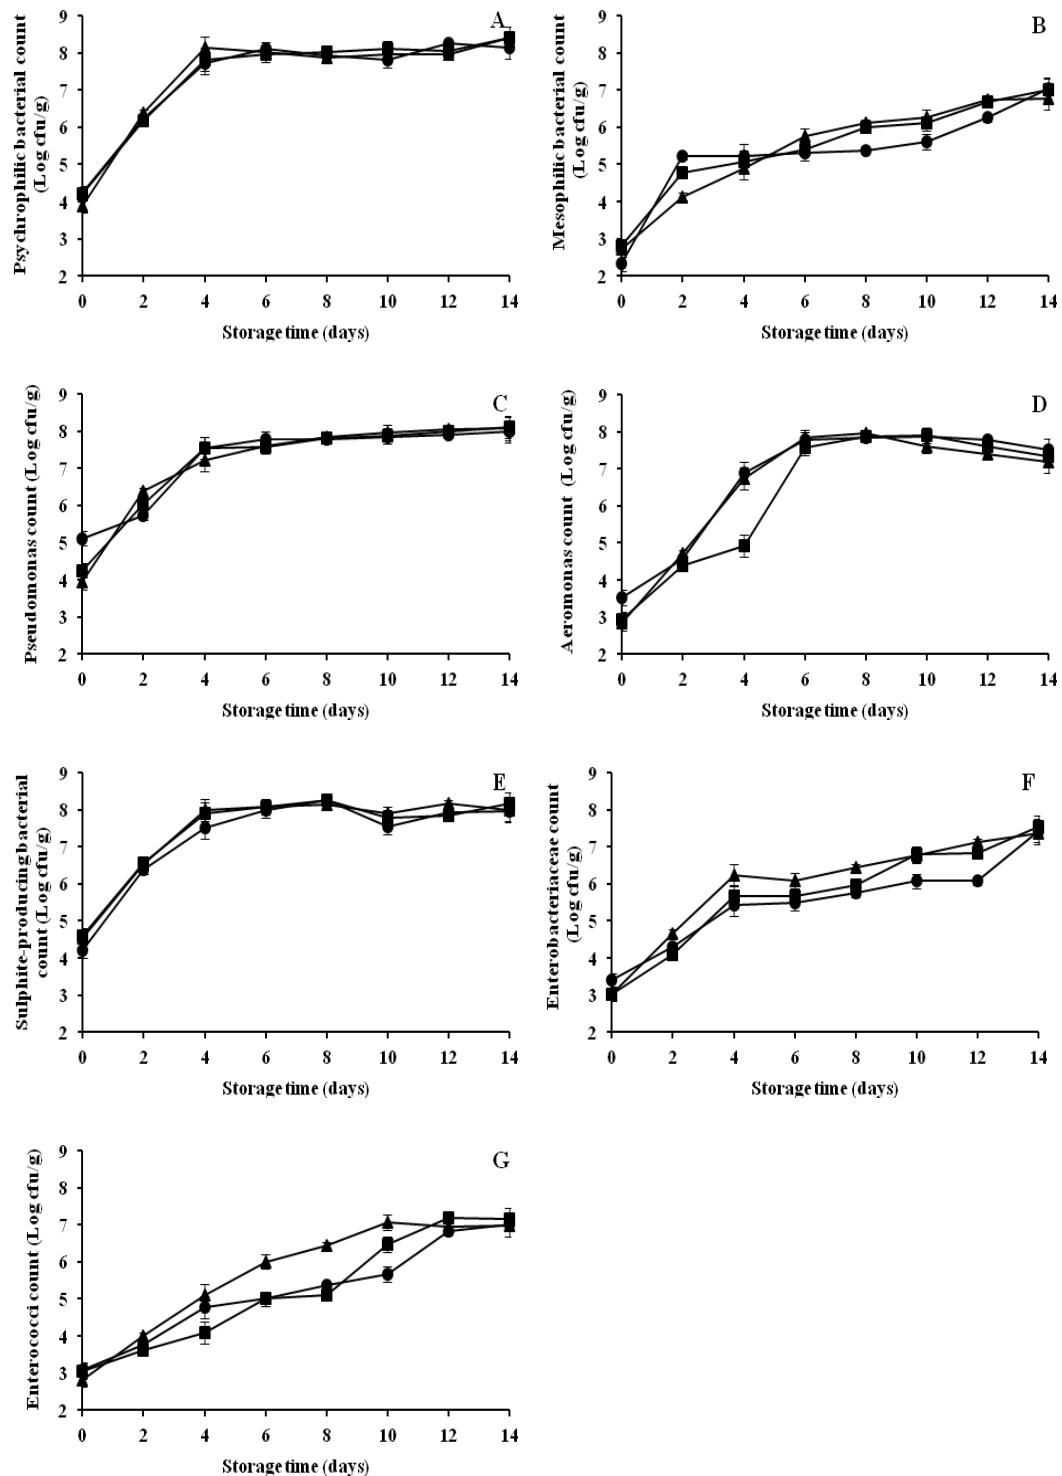 A
Psychrophilic bacterial count
(Log cfu/g)
9
8
7
6
5
4
3
2
0 2 4 6 8 10 12 14
Storage time (days)
B
Mesophilic bacterial count
(Log cfu/g)
9
8
7
6
5
4
3
2
0 2 4 6 8 10 12 14
Storage time (days)
C
Pseudomonas count (Log cfu/g)
9
8
7
6
5
4
3
2
0 2 4 6 8 10 12 14
Storage time (days)
D
Aeromonas count (Log cfu/g)
9
8
7
6
5
4
3
2
0 2 4 6 8 10 12 14
Storage time (days)
E
Sulphite-producing bacterial
count (Log cfu/g)
9
8
7
6
5
4
3
2
0 2 4 6 8 10 12 14
Storage time (days)
F
Enterobacteriaceae count
(Log cfu/g)
9
8
7
6
5
4
3
2
0 2 4 6 8 10 12 14
Storage time (days)
G
Enterococci count (Log cfu/g)
9
8
7
6
5
4
3
2
0 2 4 6 8 10 12 14
Storage time (days)